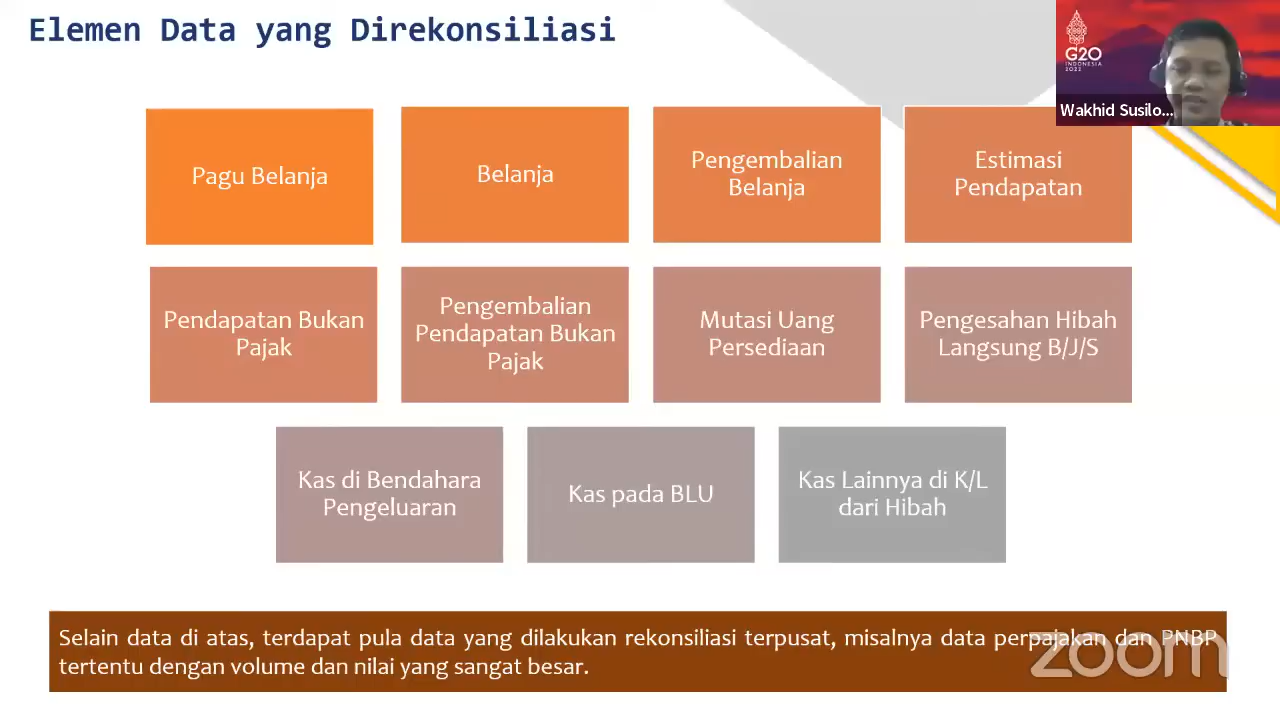 Elemen Data yang Direkonsiliasi
G20
INDONESIA
2022
Wakhid Susilo...
Pagu Belanja
Belanja
Pengembalian
Belanja
Estimasi
Pendapatan
Pendapatan Bukan
Pajak
Pengembalian
Pendapatan Bukan
Pajak
Mutasi Uang
Persediaan
Pengesahan Hibah
Langsung B/J/S
Kas di Bendahara
Pengeluaran
Kas pada BLU
Kas Lainnya di K/L
dari Hibah
Selain data di atas, terdapat pula data yang dilakukan rekonsiliasi terpusat, misalnya data perpajakan dan PNBP
tertentu dengan volume dan nilai yang sangat besar.
zoom